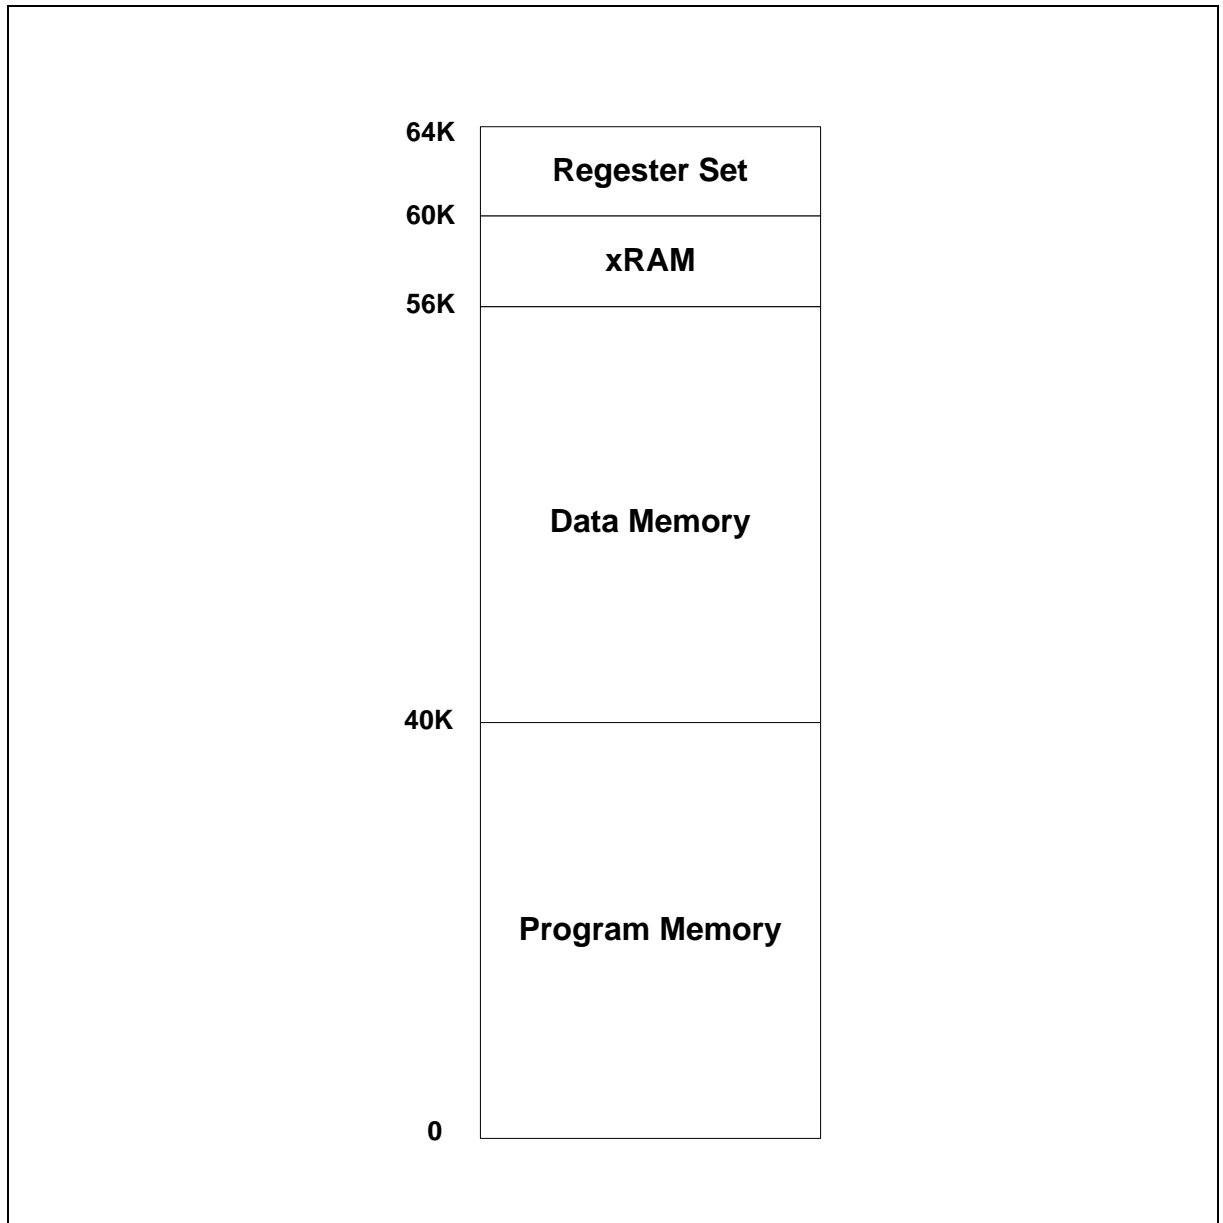 64K
Regester Set
60K
xRAM
56K
Data Memory
40K
Program Memory
0